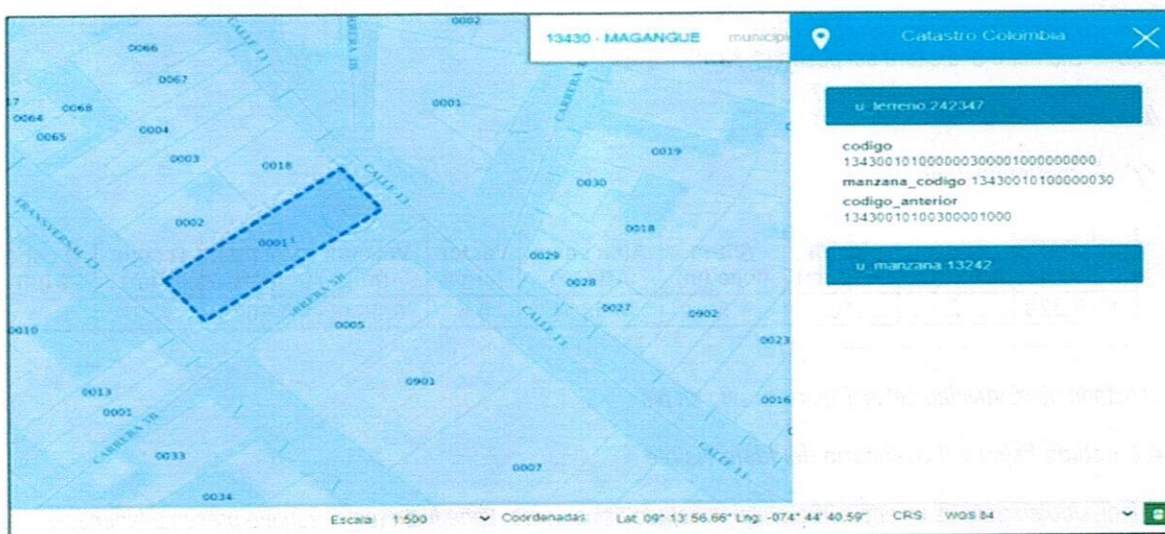 13430 - MAGANGUE
Catastro Colombia
u_terreno.242347
codigo
134300101000000300001000000000
manzana_codigo 13430010100000030
codigo_anterior
13430010100300001000
u_manzana.13242
0002
0066
CALLE 13
0067
17
0068
0064
0065
0004
0003
0018
0001
CARRERA
0019
0030
CALLE 13
TRANSVERSAL 13
0002
0001
0018
0029
0028
0027
0902
0023
0005
CALLE 13
0010
0901
0013
0001
0016
CARRERA 3B
0033
0007
0034
Escala: 1:500 Coordenadas: Lat: 09° 13' 56.66" Lng: -074° 44' 40.59" CRS: WGS 84